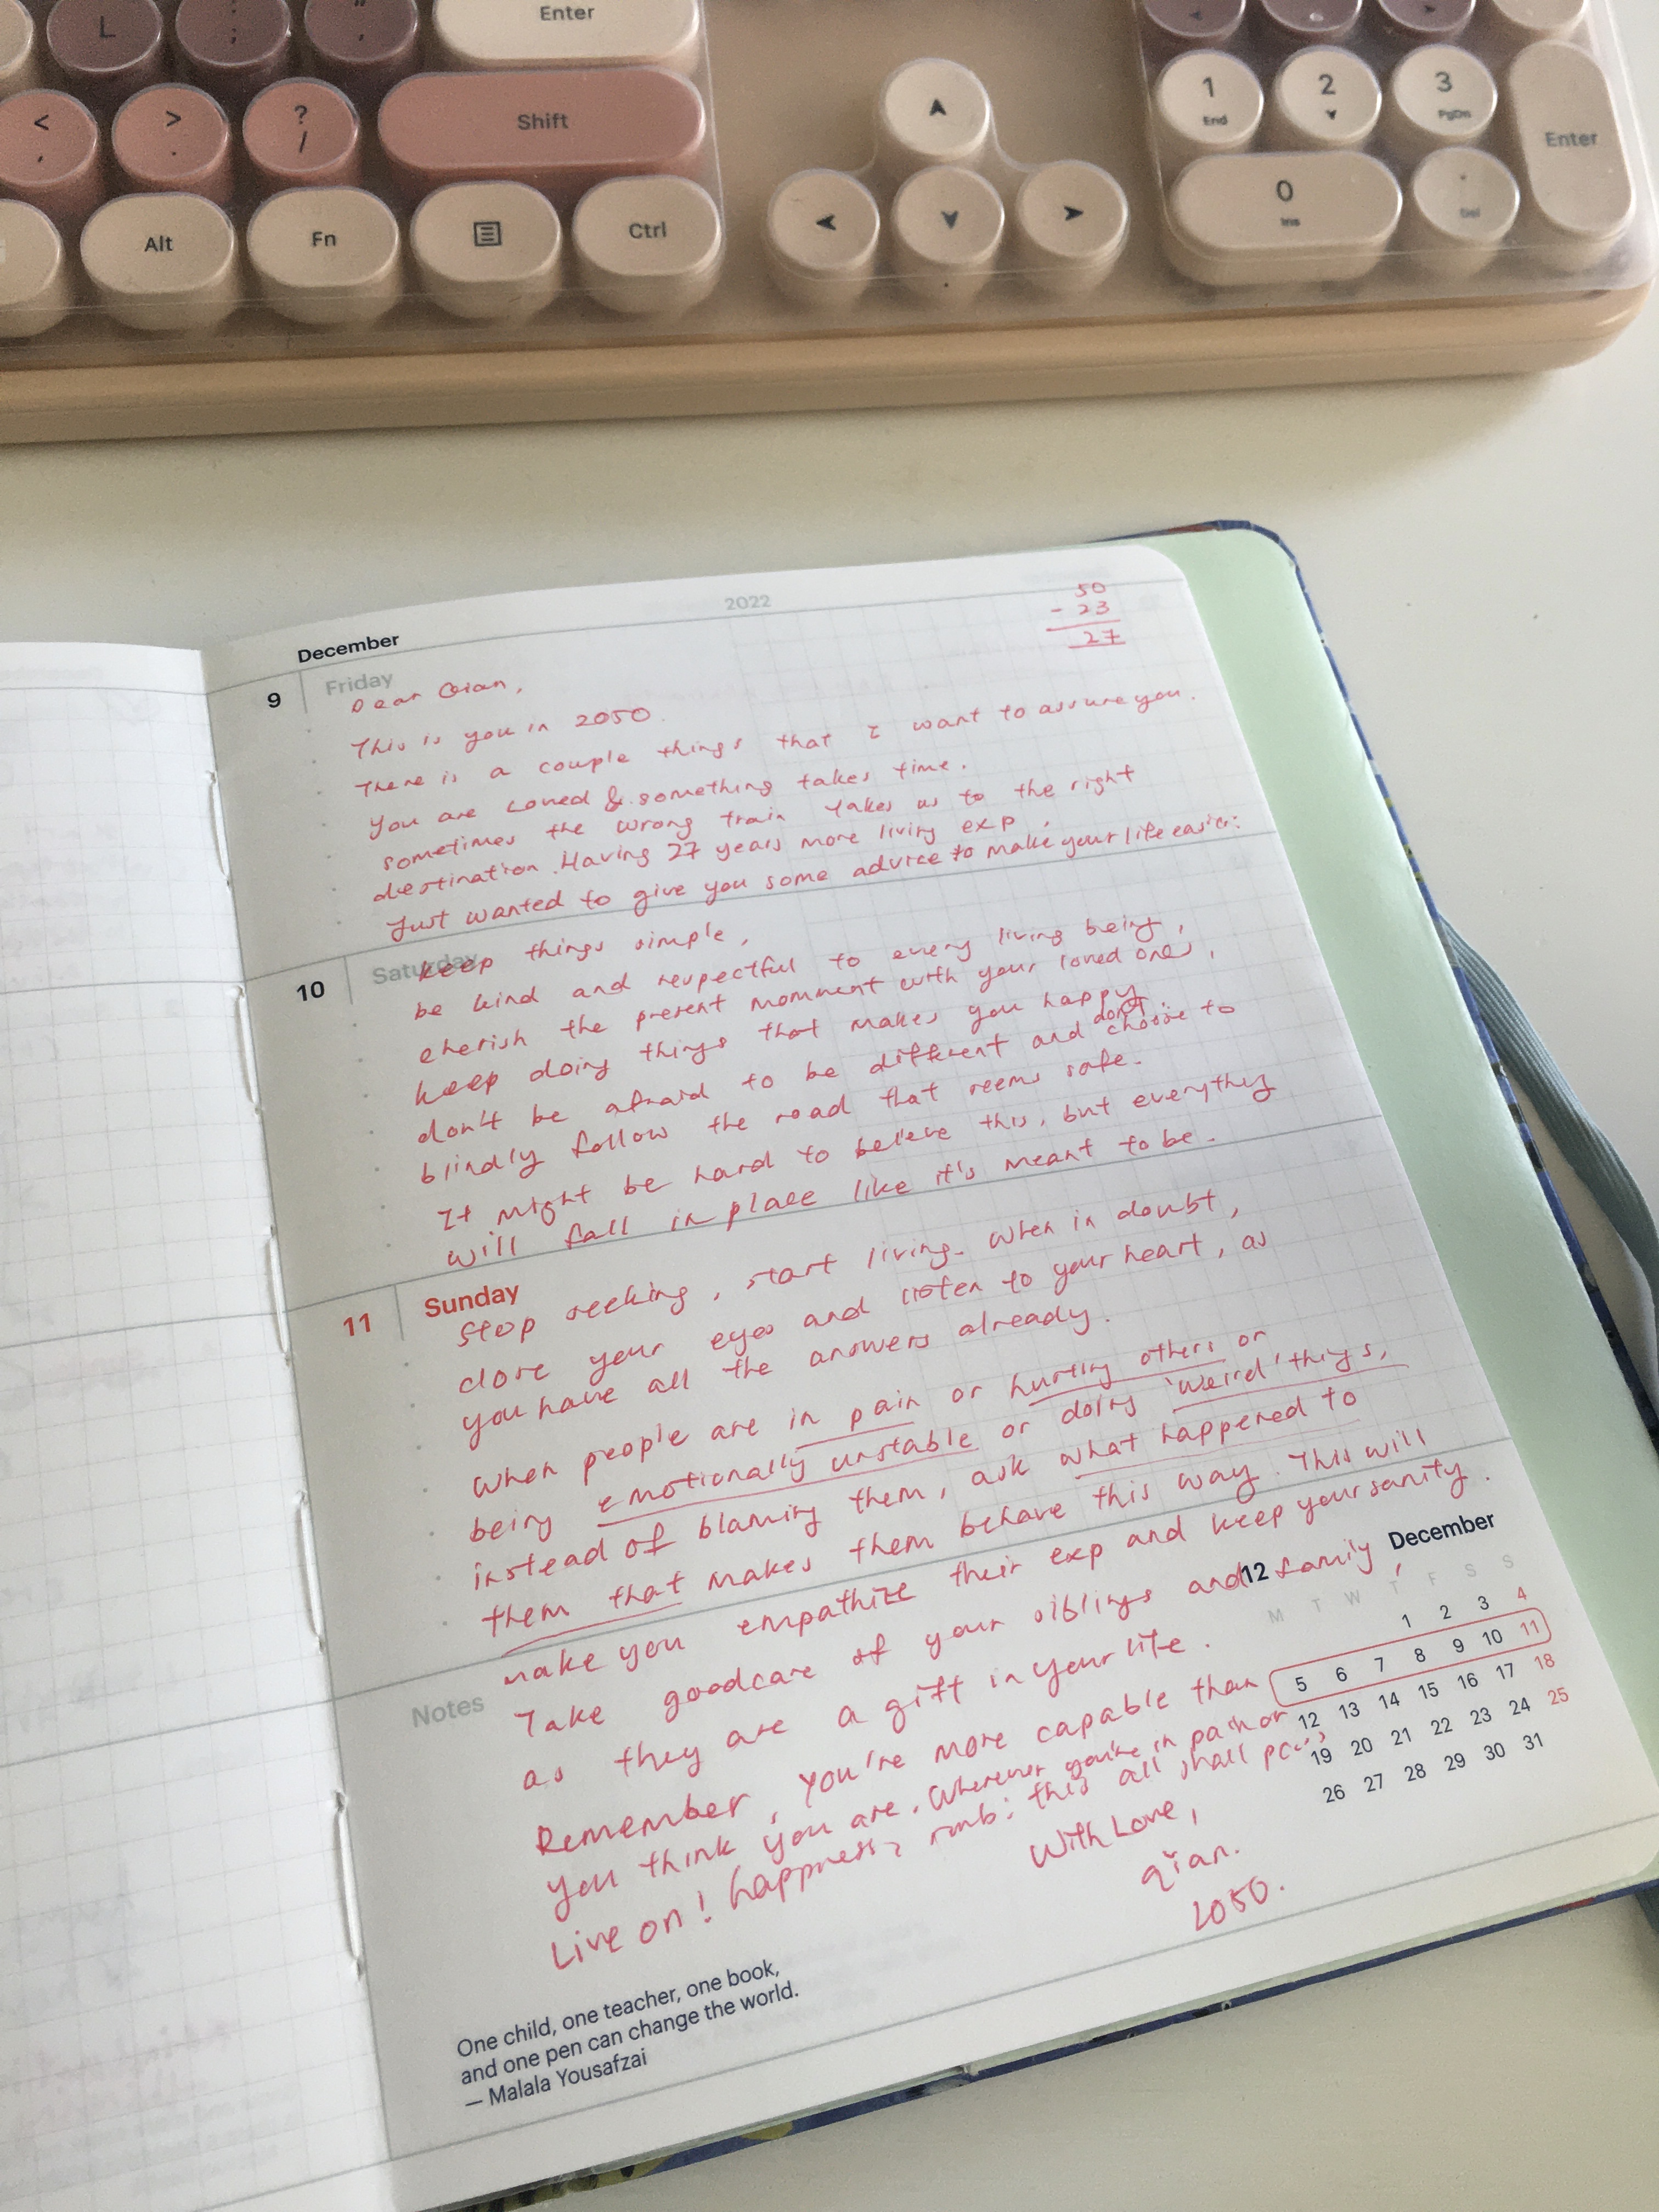 L
:
;
"
,
Enter
<
,
>
.
?
/
Shift
Alt
Fn
Ctrl
1
End
2
3
PgDn
Enter
0
Ins
.
Del
2022
December
50
- 23
27
9
Friday
Dear Qian,
This is you in 2050.
There is a couple things that I want to assure you.
You are loved & something takes time.
sometimes the wrong train takes us to the right
destination. Having 27 years more living exp,
Just wanted to give you some advice to make your life easier:
10
Saturday
keep things simple,
be kind and respectful to every living being,
cherish the present momment with your loved ones,
keep doing things that makes you happy
don't be afraid to be different and don't choose to
blindly follow the road that seems safe.
It might be hard to believe this, but everything
will fall in place like it's meant to be.
11
Sunday
Stop seeking, start living. When in doubt,
close your eyes and listen to your heart, as
you have all the answers already.
When people are in pain or hurting others or
being emotionally unstable or doing 'weird' things,
instead of blaming them, ask what happened to
them that makes them behave this way. This will
make you empathize their exp and keep your sanity.
Notes
Take goodcare of your siblings and family,
as they are a gift in your life.
Remember, you're more capable than
you think you are. Whenever you're in pain or
Live on! happiness, rmb: this all shall pass,
With Love,
qian.
2050.
12 December
M T W T F S S
1 2 3 4
5 6 7 8 9 10 11
12 13 14 15 16 17 18
19 20 21 22 23 24 25
26 27 28 29 30 31
One child, one teacher, one book,
and one pen can change the world.
— Malala Yousafzai